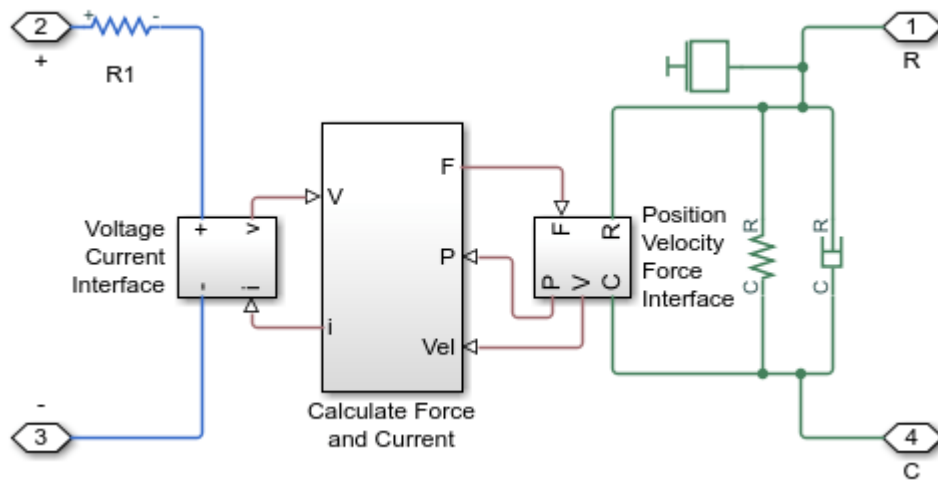 2
+
+
-
R1
1
R
Voltage
Current
Interface
+
v
-
i
V
F
P
i
Vel
Calculate Force
and Current
F
R
P
V
C
Position
Velocity
Force
Interface
R
C
R
C
-
3
4
C